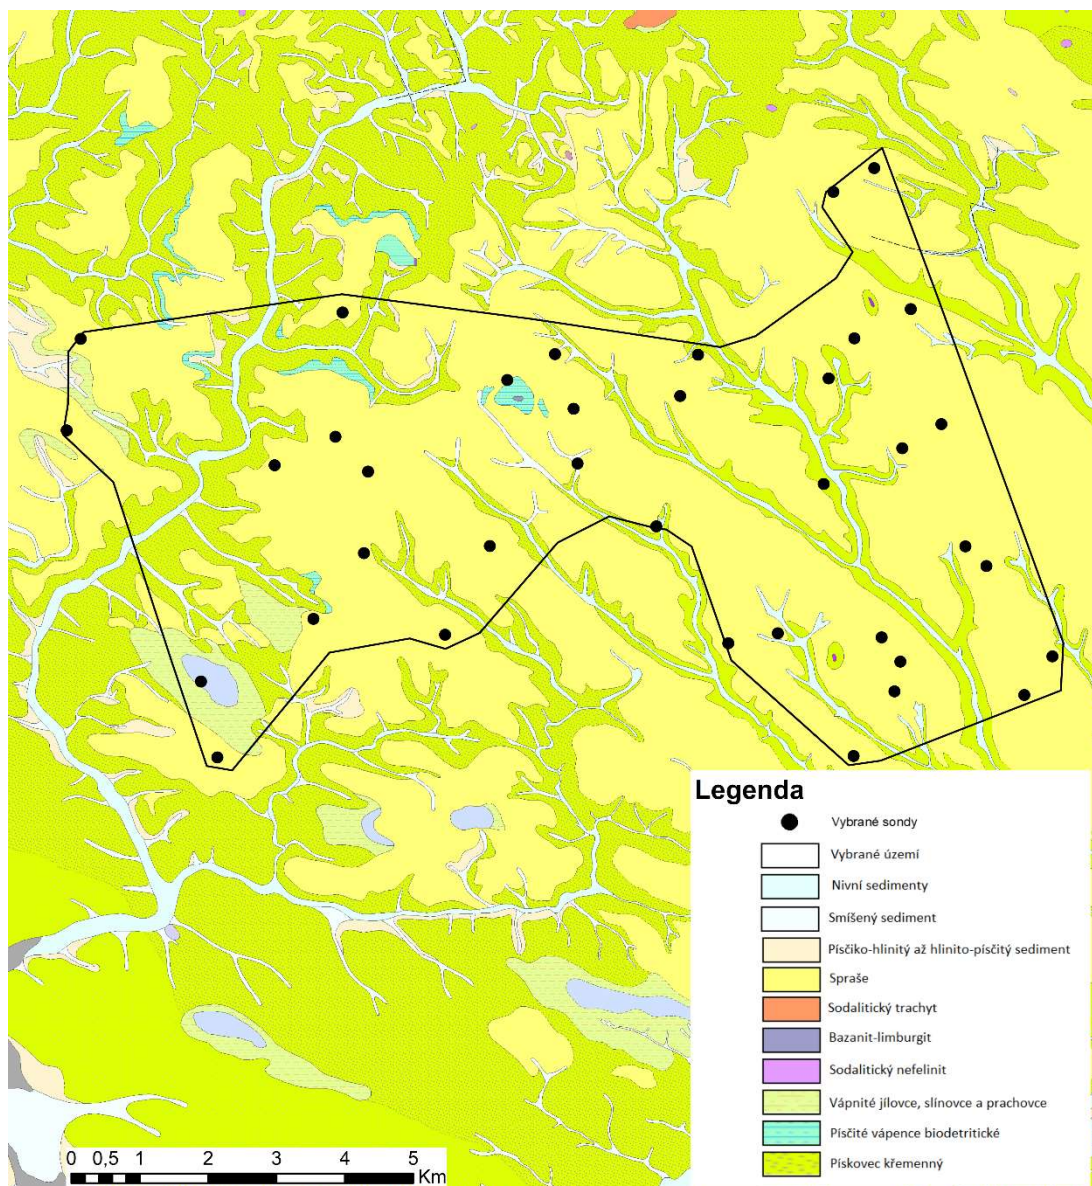 Legenda
Vybrané sondy
Vybrané území
Nivní sedimenty
Smíšený sediment
Písčiko-hlinitý až hlinito-písčitý sediment
Spraše
Sodalitický trachyt
Bazanit-limburgit
Sodalitický nefelinit
Vápnité jílovce, slínovce a prachovce
Písčité vápence biodetritické
Pískovec křemenný
0 0,5 1 2 3 4 5
Km